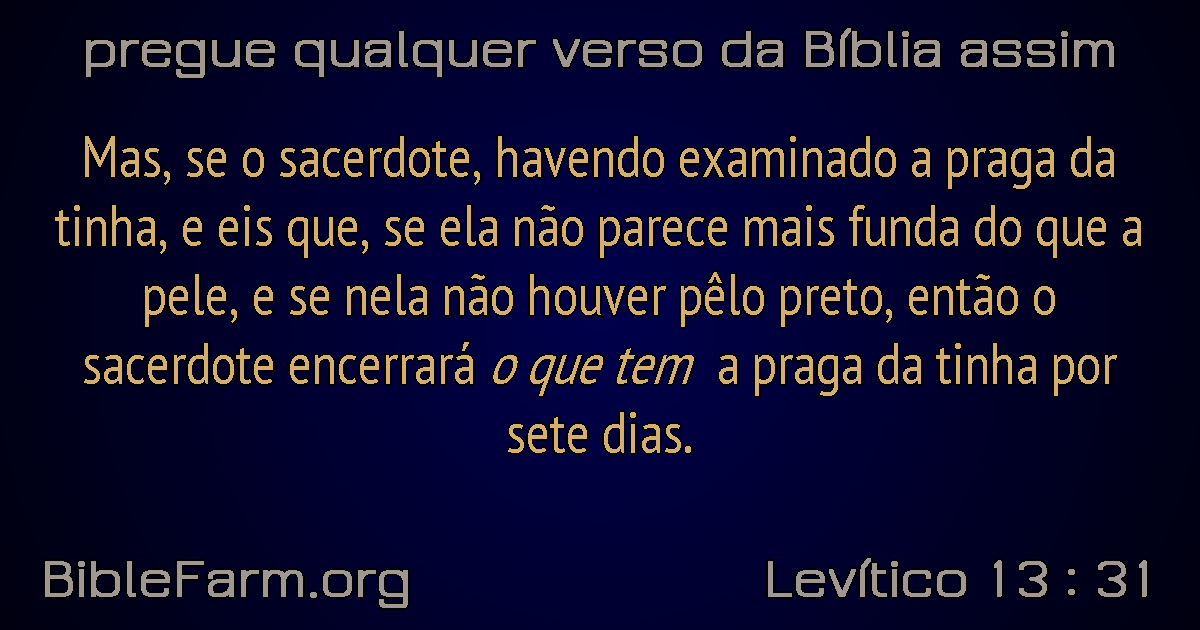 pregue qualquer verso da Bíblia assim
Mas, se o sacerdote, havendo examinado a praga da
tinha, e eis que, se ela não parece mais funda do que a
pele, e se nela não houver pêlo preto, então o
sacerdote encerrará o que tem a praga da tinha por
sete dias.
BibleFarm.org
Levítico 13 : 31